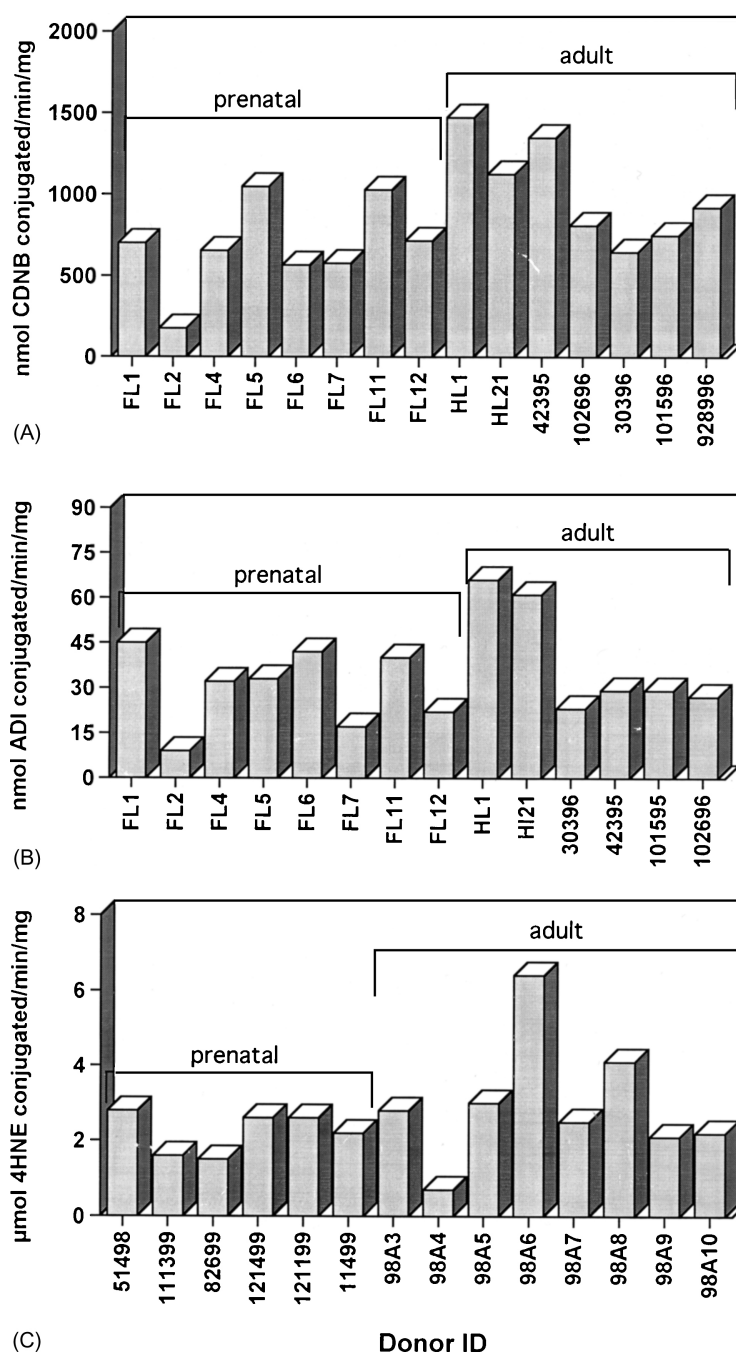 nmol CDNB conjugated/min/mg
2000
1500
1000
500
0
prenatal
adult
FL1
FL2
FL4
FL5
FL6
FL7
FL11
FL12
HL1
HL21
42395
102696
30396
101596
928996
(A)
nmol ADI conjugated/min/mg
90
75
60
45
30
15
0
prenatal
adult
FL1
FL2
FL4
FL5
FL6
FL7
FL11
FL12
HL1
Hl21
30396
42395
101595
102696
(B)
µmol 4HNE conjugated/min/mg
8
6
4
2
0
prenatal
adult
51498
111399
82699
121499
121199
11499
98A3
98A4
98A5
98A6
98A7
98A8
98A9
98A10
(C)
Donor ID